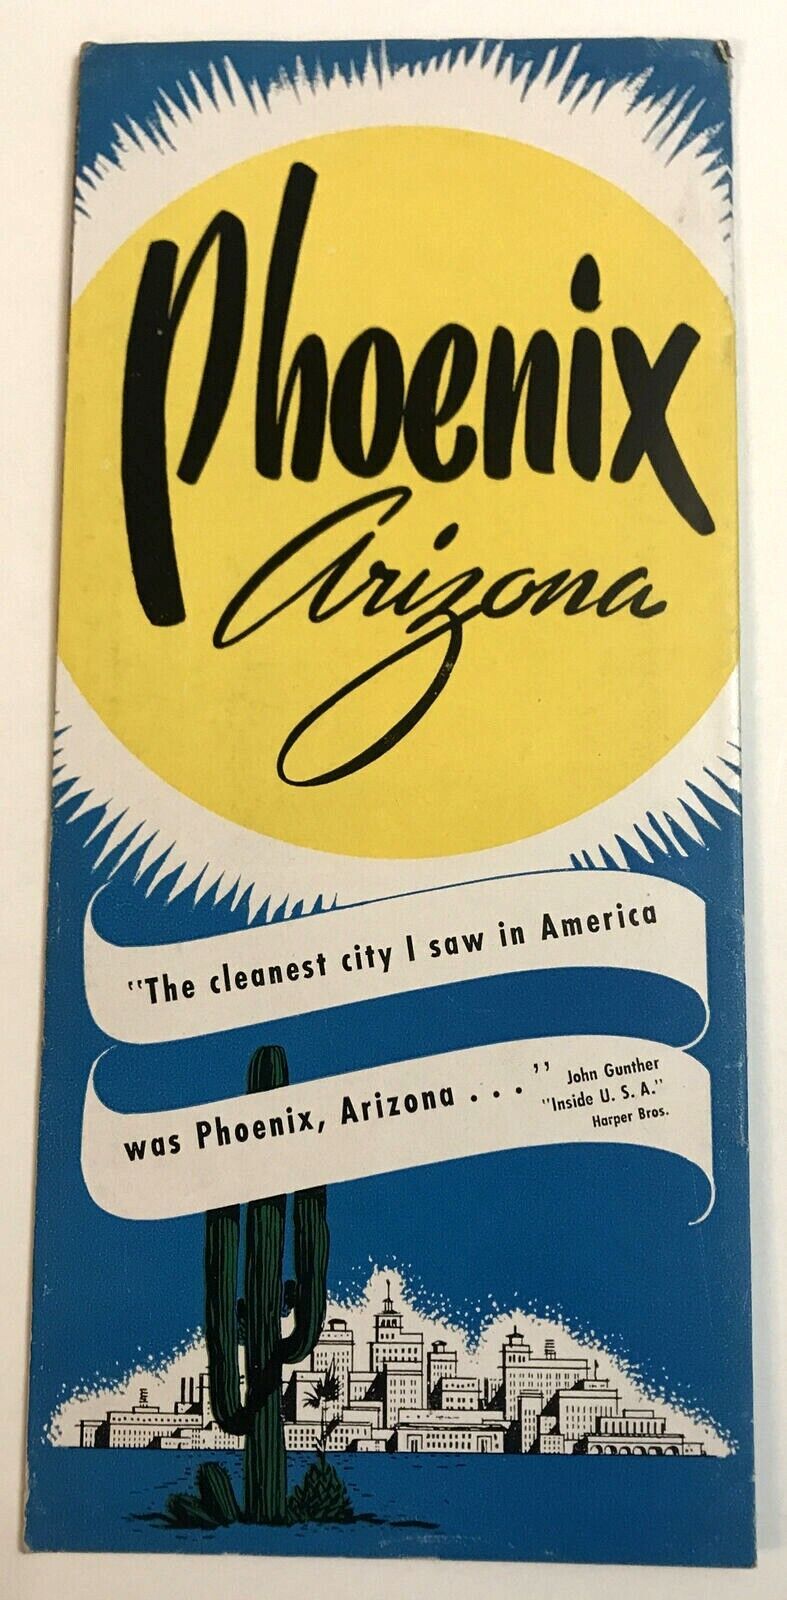 Phoenix
Arizona
"The cleanest city I saw in America
was Phoenix, Arizona . . . "
John Gunther
"Inside U. S. A."
Harper Bros.